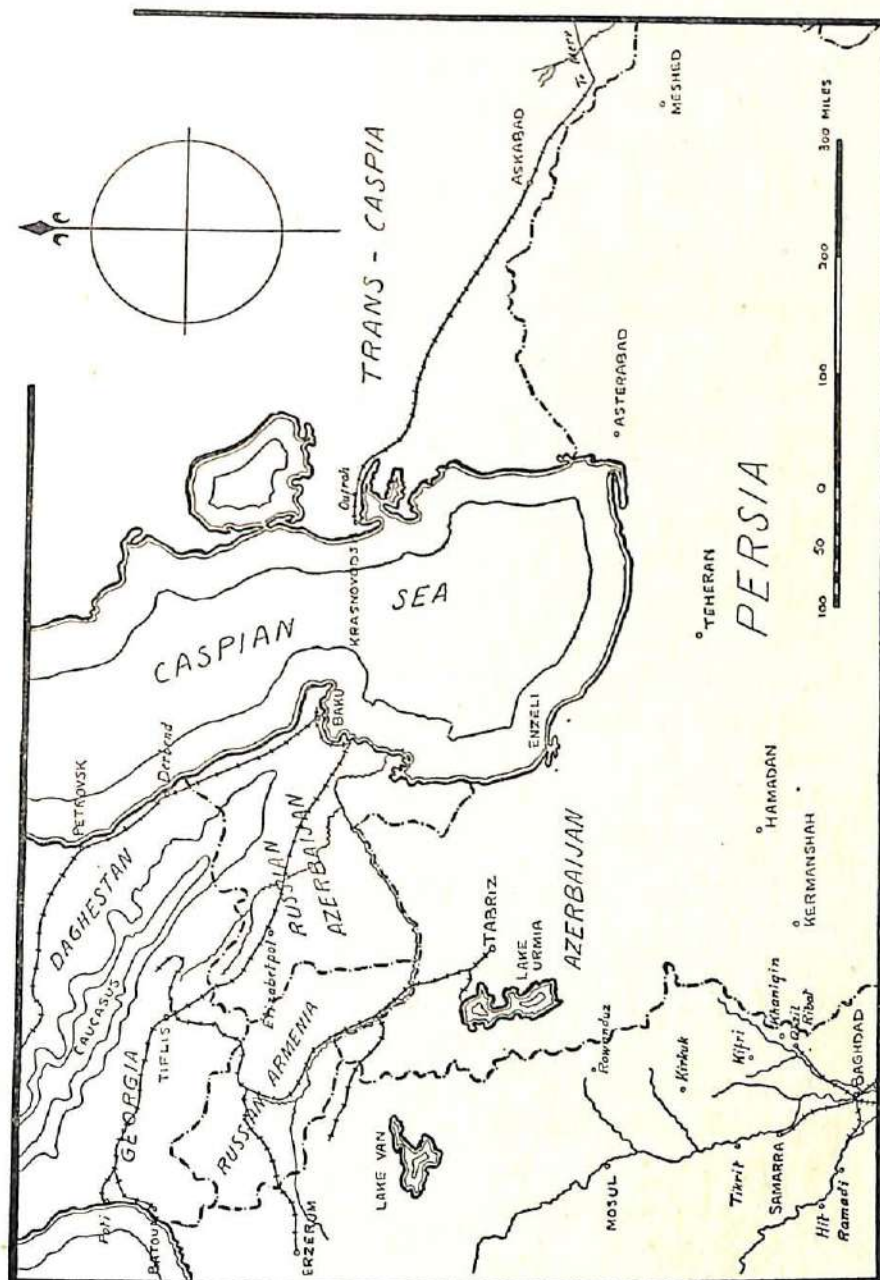 PETROVSK
DAGHESTAN
Derbend
CAUCASUS
GEORGIA
TIFLIS
Poti
BATOUM
Elizabetpol
RUSSIAN
AZERBAIJAN
RUSSIAN ARMENIA
ERZERUM
BAKU
CASPIAN
SEA
KRASNOVODSK
TRANS - CASPIA
ASKABAD
To Merv
MESHED
ASTERABAD
ENZELI
TEHERAN
PERSIA
LAKE VAN
TABRIZ
LAKE
URMIA
AZERBAIJAN
HAMADAN
KERMANSHAH
Rowanduz
MOSUL
Kirkuk
Kifri
Khaniqin
Qizil
Ribat
Tikrit
SAMARRA
BAGHDAD
Hit
Ramadi
100
50
0
100
200
300 MILES